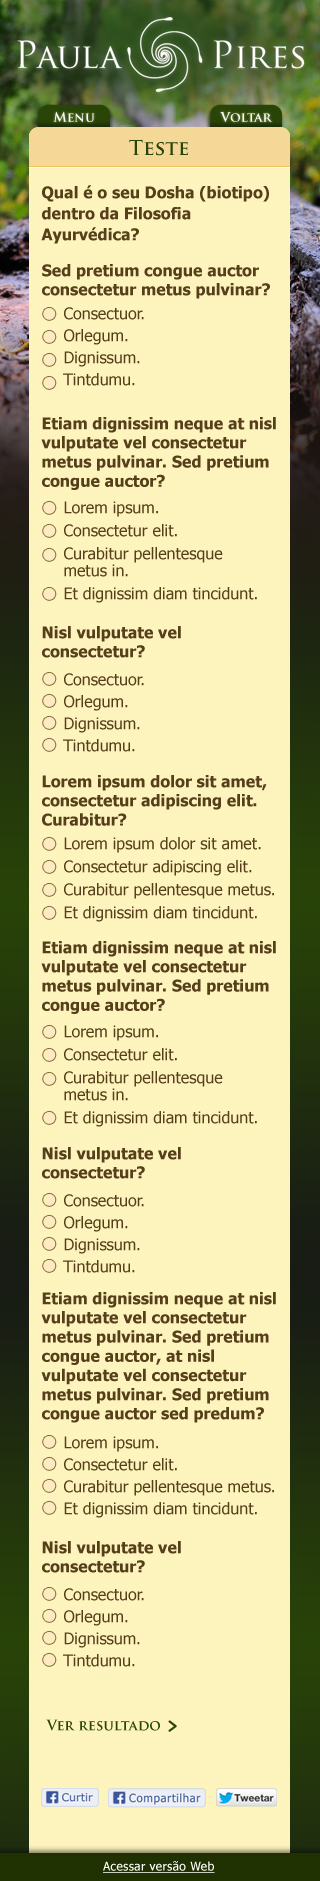 PAULA PIRES
MENU VOLTAR
TESTE
Qual é o seu Dosha (biotipo)
dentro da Filosofia
Ayurvédica?
Sed pretium congue auctor
consectetur metus pulvinar?
Consectuor.
Orlegum.
Dignissum.
Tintdumu.
Etiam dignissim neque at nisl
vulputate vel consectetur
metus pulvinar. Sed pretium
congue auctor?
Lorem ipsum.
Consectetur elit.
Curabitur pellentesque
metus in.
Et dignissim diam tincidunt.
Nisl vulputate vel
consectetur?
Consectuor.
Orlegum.
Dignissum.
Tintdumu.
Lorem ipsum dolor sit amet,
consectetur adipiscing elit.
Curabitur?
Lorem ipsum dolor sit amet.
Consectetur adipiscing elit.
Curabitur pellentesque metus.
Et dignissim diam tincidunt.
Etiam dignissim neque at nisl
vulputate vel consectetur
metus pulvinar. Sed pretium
congue auctor?
Lorem ipsum.
Consectetur elit.
Curabitur pellentesque
metus in.
Et dignissim diam tincidunt.
Nisl vulputate vel
consectetur?
Consectuor.
Orlegum.
Dignissum.
Tintdumu.
Etiam dignissim neque at nisl
vulputate vel consectetur
metus pulvinar. Sed pretium
congue auctor, at nisl
vulputate vel consectetur
metus pulvinar. Sed pretium
congue auctor sed predum?
Lorem ipsum.
Consectetur elit.
Curabitur pellentesque metus.
Et dignissim diam tincidunt.
Nisl vulputate vel
consectetur?
Consectuor.
Orlegum.
Dignissum.
Tintdumu.
VER RESULTADO
Curtir Compartilhar Tweetar
Acessar versão Web